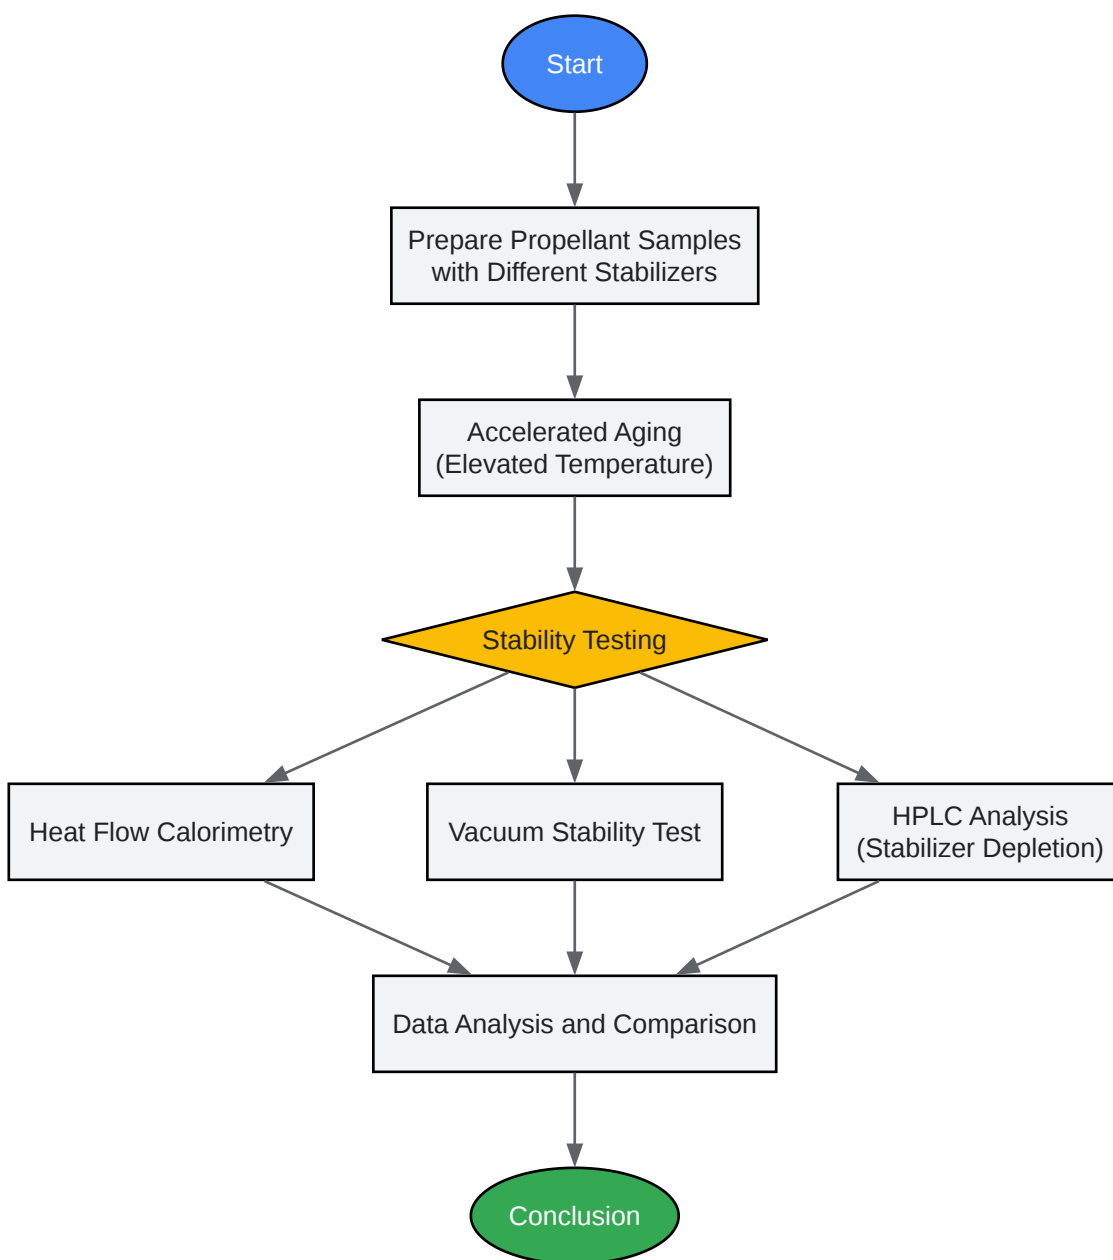 Start
Prepare Propellant Samples
with Different Stabilizers
Accelerated Aging
(Elevated Temperature)
Stability Testing
Heat Flow Calorimetry
Vacuum Stability Test
HPLC Analysis
(Stabilizer Depletion)
Data Analysis and Comparison
Conclusion